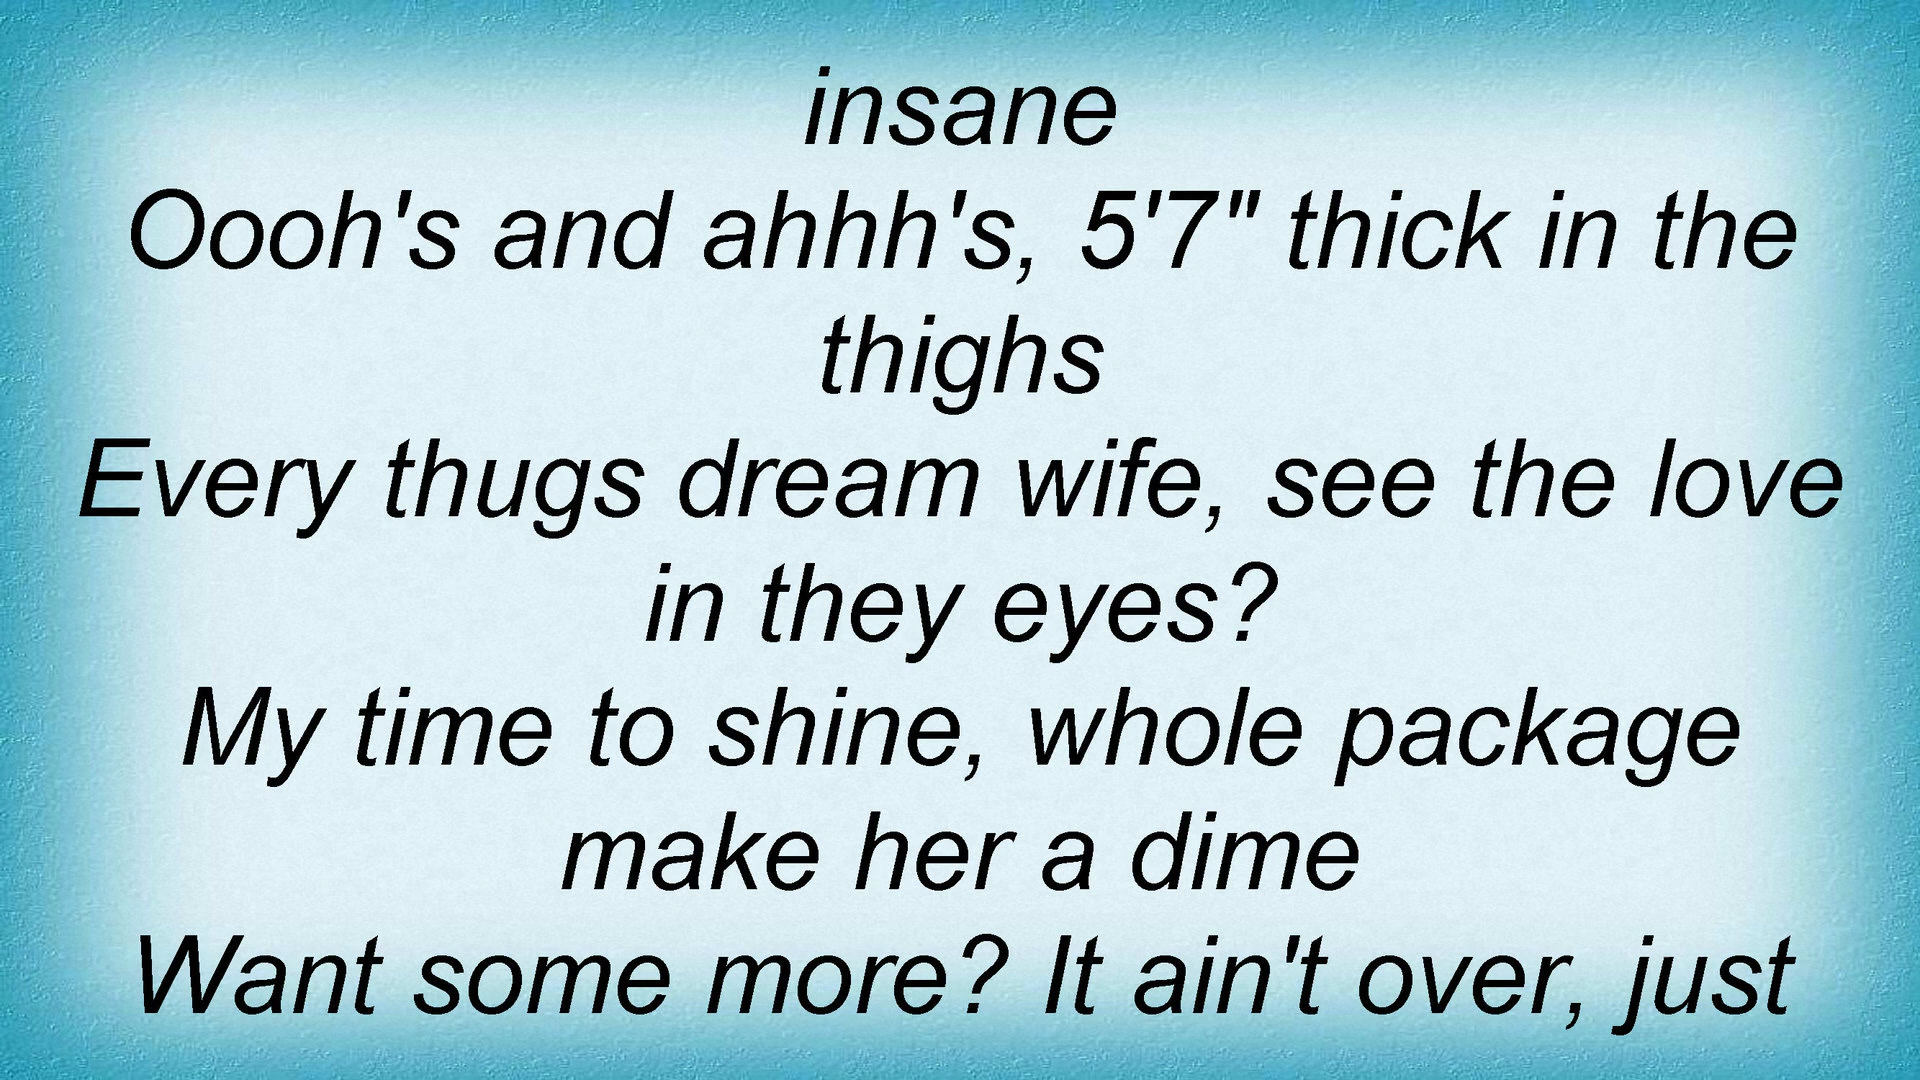 insane
Oooh's and ahhh's, 5'7" thick in the
thighs
Every thugs dream wife, see the love
in they eyes?
My time to shine, whole package
make her a dime
Want some more? It ain't over, just